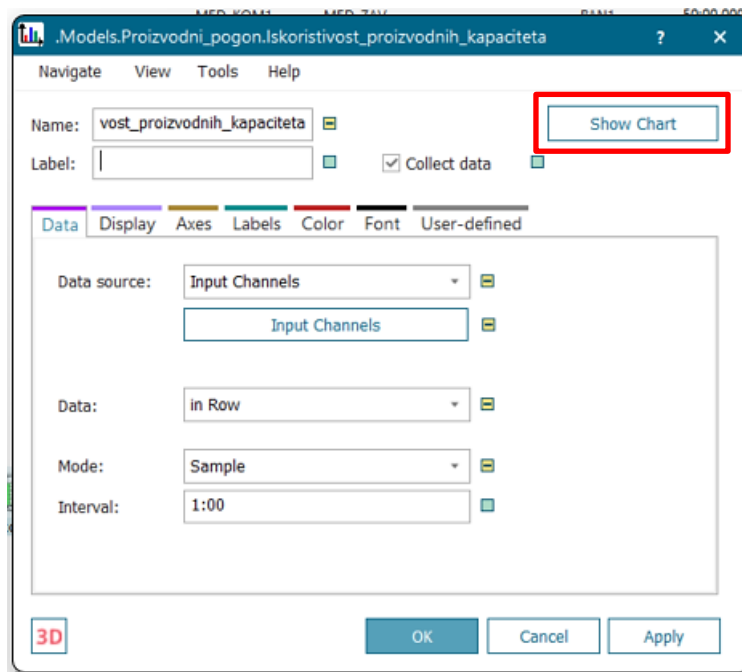 .Models.Proizvodni_pogon.Iskoristivost_proizvodnih_kapaciteta ? ×
Navigate View Tools Help
Name: vost_proizvodnih_kapaciteta Show Chart
Label: Collect data
Data Display Axes Labels Color Font User-defined
Data source: Input Channels
Input Channels
Data: in Row
Mode: Sample
Interval: 1:00
3D OK Cancel Apply